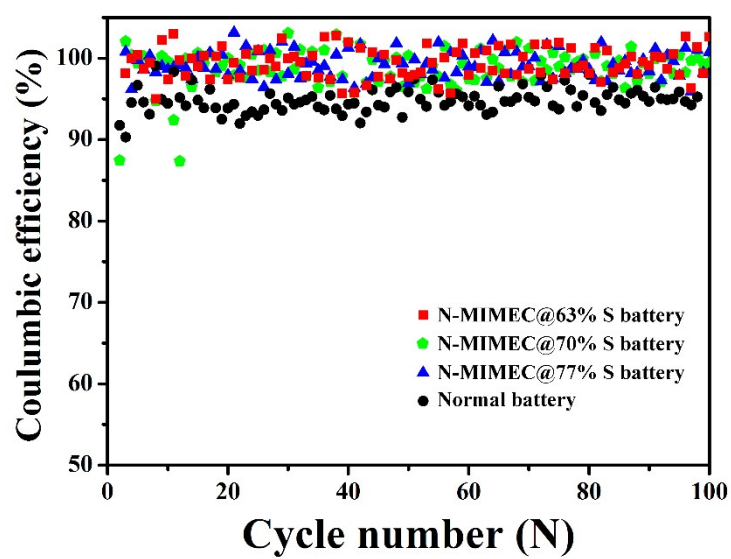 Coulumbic efficiency (%)
100
90
80
70
60
50
N-MIMEC@63% S battery
N-MIMEC@70% S battery
N-MIMEC@77% S battery
Normal battery
0
20
40
60
80
100
Cycle number (N)